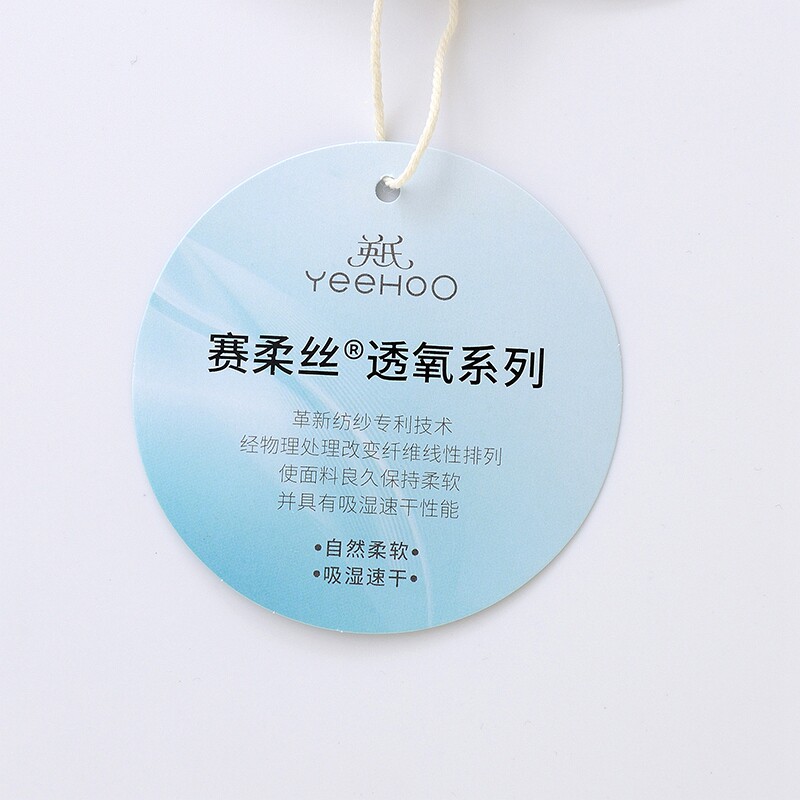 英氏
YeeHoO
赛柔丝®透氧系列
革新纺纱专利技术
经物理处理改变纤维线性排列
使面料良久保持柔软
并具有吸湿速干性能
•自然柔软•
•吸湿速干•